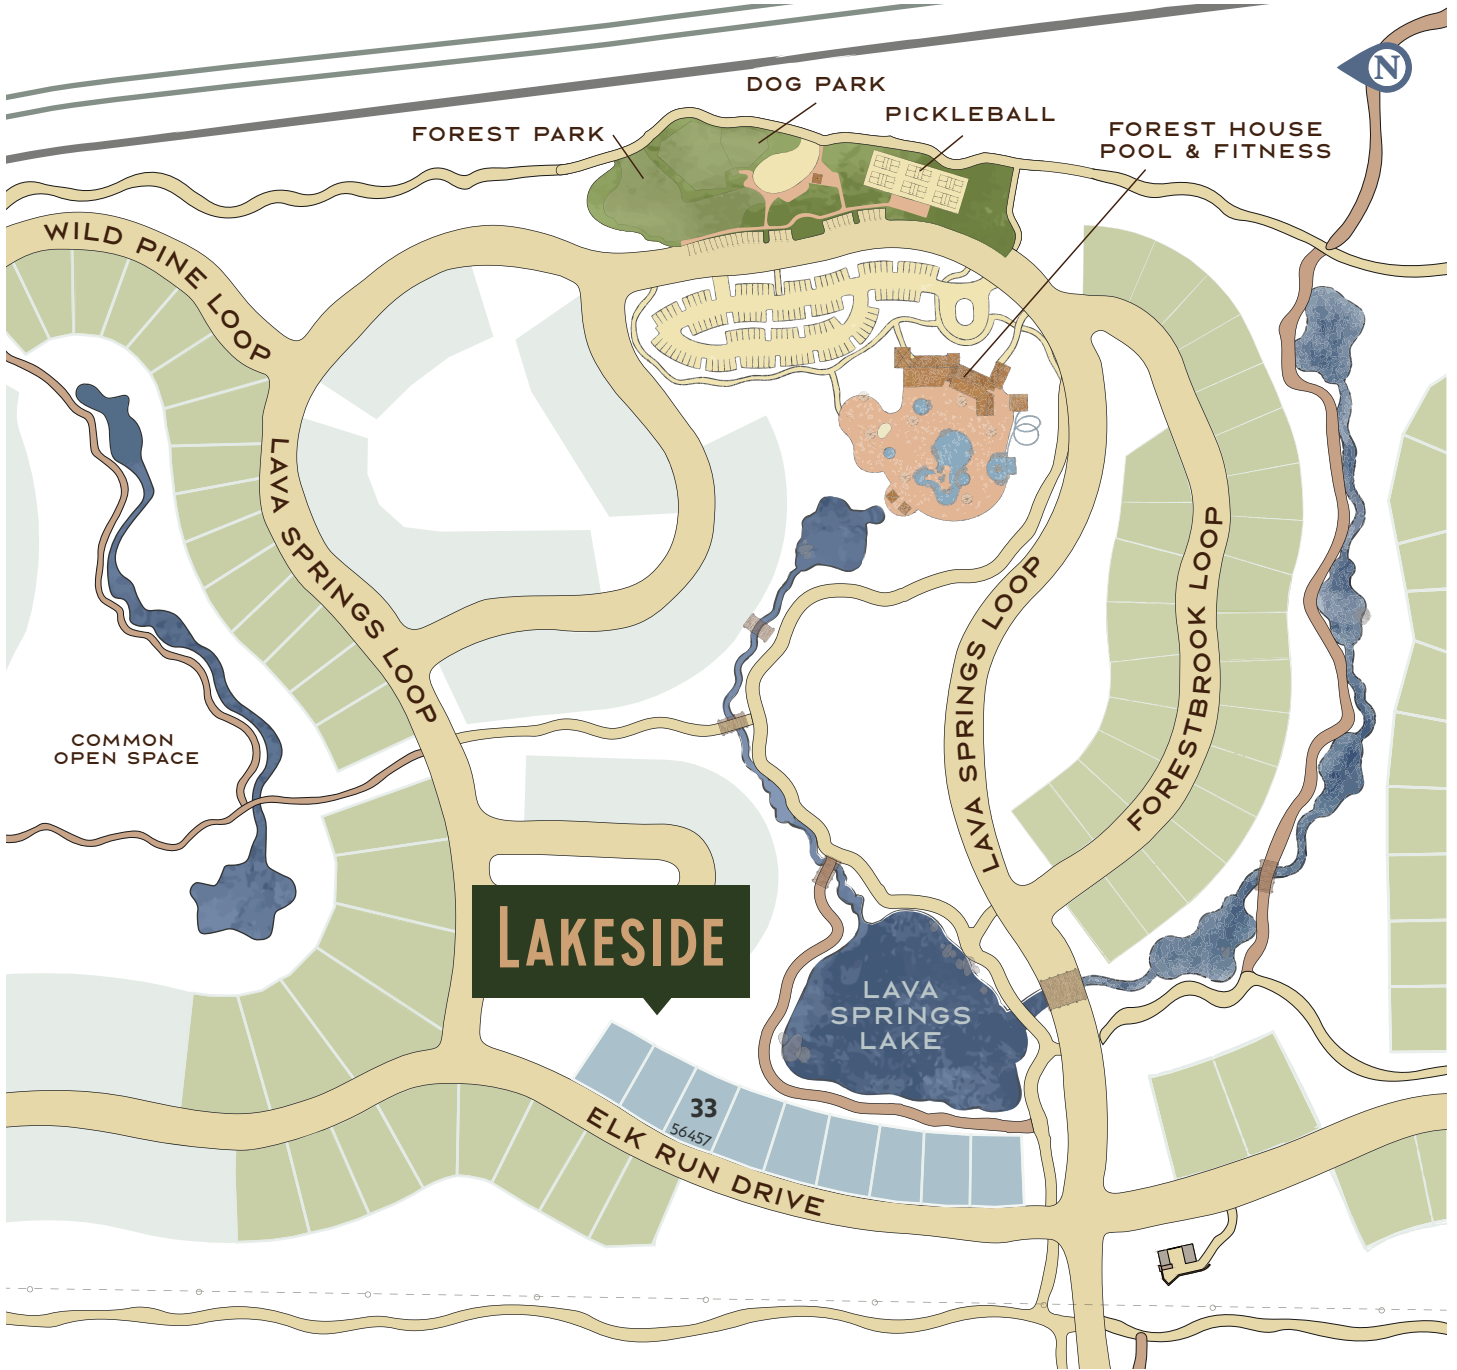 N
DOG PARK
PICKLEBALL
FOREST PARK
FOREST HOUSE
POOL & FITNESS
WILD PINE LOOP
LAVA SPRINGS LOOP
LAVA SPRINGS LOOP
FORESTBROOK LOOP
COMMON
OPEN SPACE
LAKESIDE
LAVA
SPRINGS
LAKE
33
56457
ELK RUN DRIVE